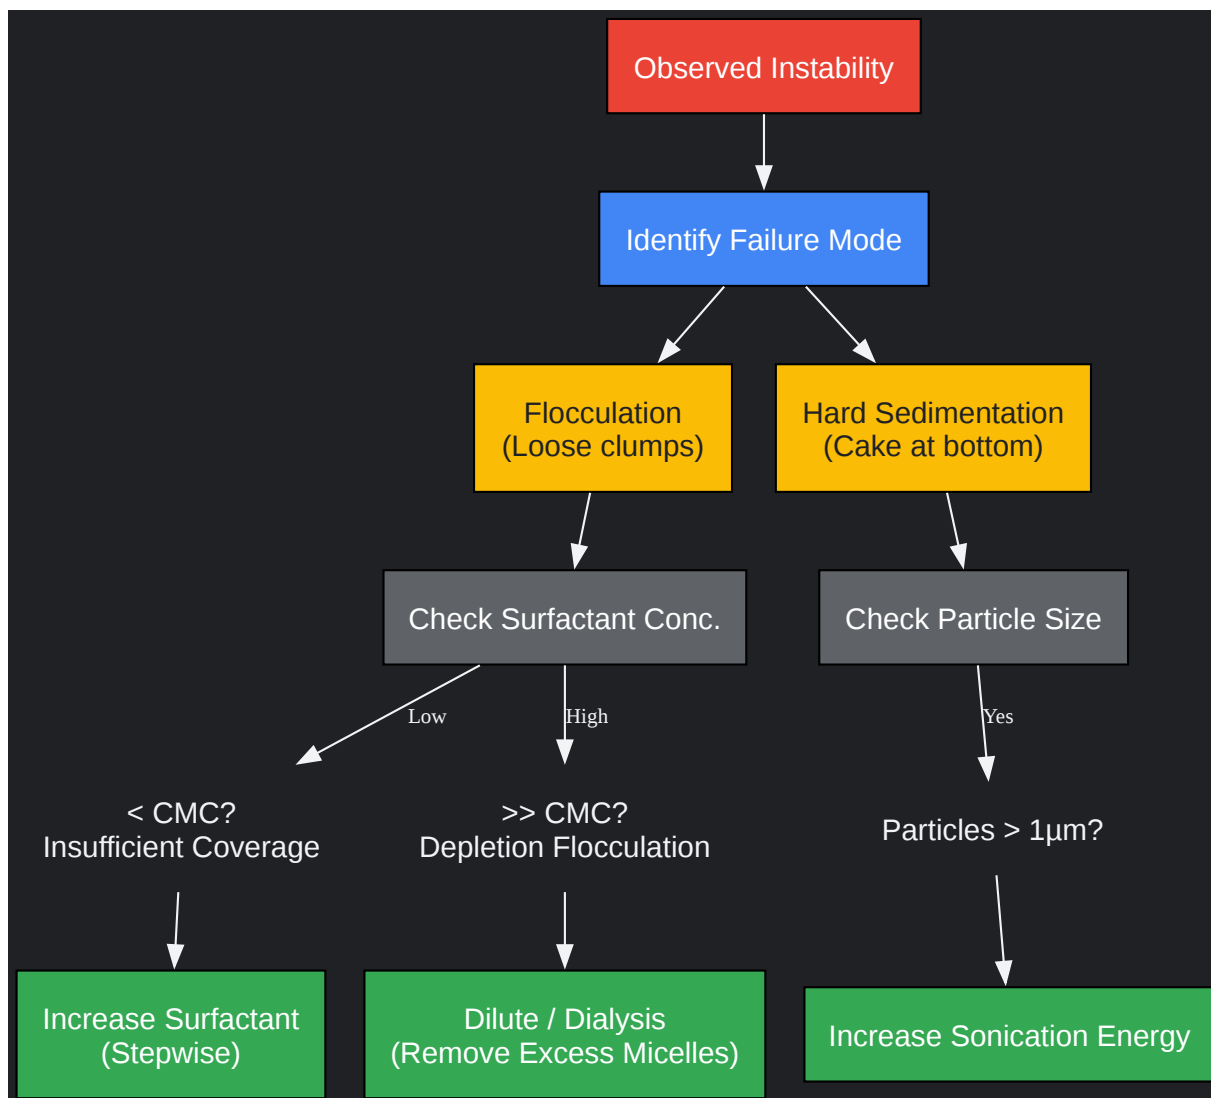 Observed Instability
Identify Failure Mode
Flocculation
(Loose clumps)
Hard Sedimentation
(Cake at bottom)
Check Surfactant Conc.
Check Particle Size
Low
High
Yes
< CMC?
Insufficient Coverage
>> CMC?
Depletion Flocculation
Particles > 1µm?
Increase Surfactant
(Stepwise)
Dilute / Dialysis
(Remove Excess Micelles)
Increase Sonication Energy